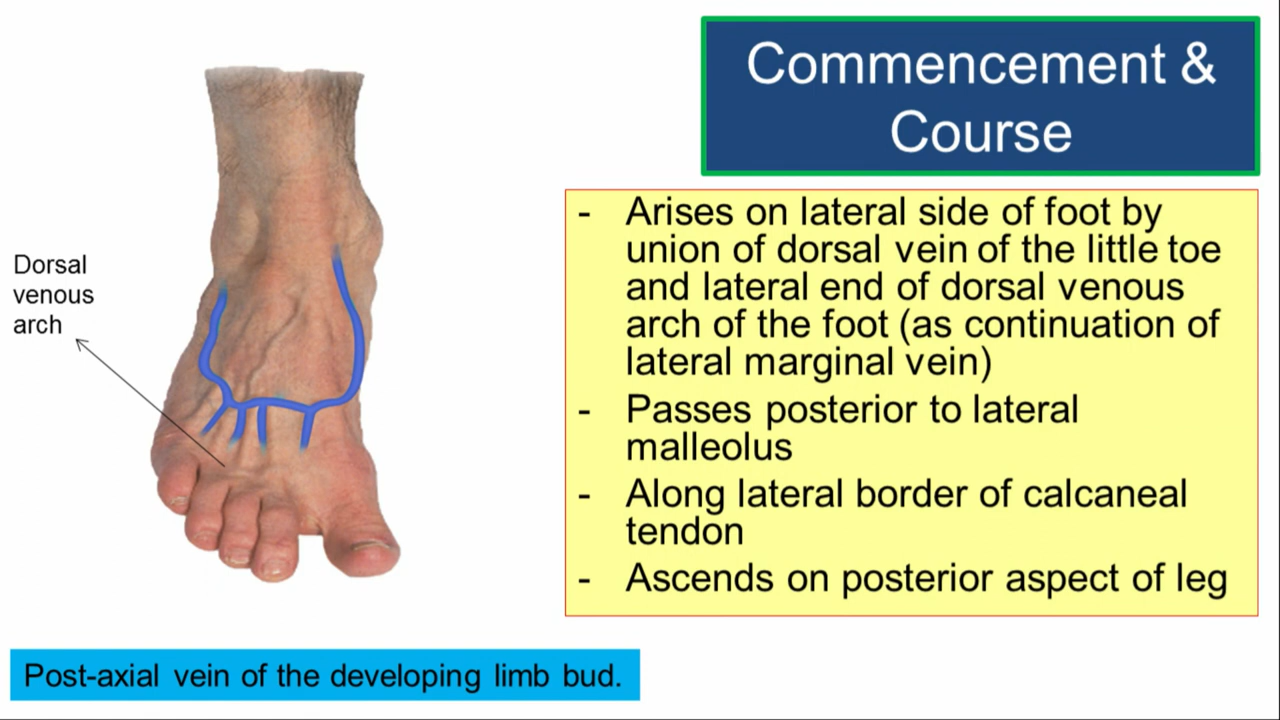 Commencement &
Course
Dorsal
venous
arch
- Arises on lateral side of foot by
union of dorsal vein of the little toe
and lateral end of dorsal venous
arch of the foot (as continuation of
lateral marginal vein)
- Passes posterior to lateral
malleolus
- Along lateral border of calcaneal
tendon
- Ascends on posterior aspect of leg
Post-axial vein of the developing limb bud.